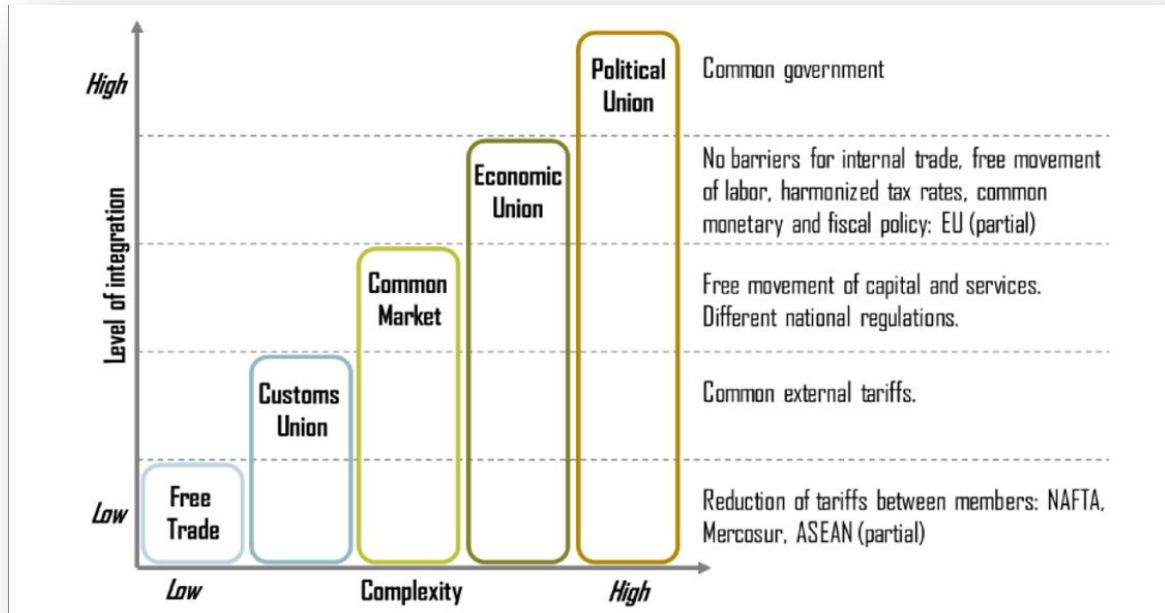 High
Political
Union
Common government
Economic
Union
No barriers for internal trade, free movement
of labor, harmonized tax rates, common
monetary and fiscal policy: EU (partial)
Level of integration
Common
Market
Free movement of capital and services.
Different national regulations.
Customs
Union
Common external tariffs.
Low
Free
Trade
Reduction of tariffs between members: NAFTA,
Mercosur, ASEAN (partial)
Low
Complexity
High